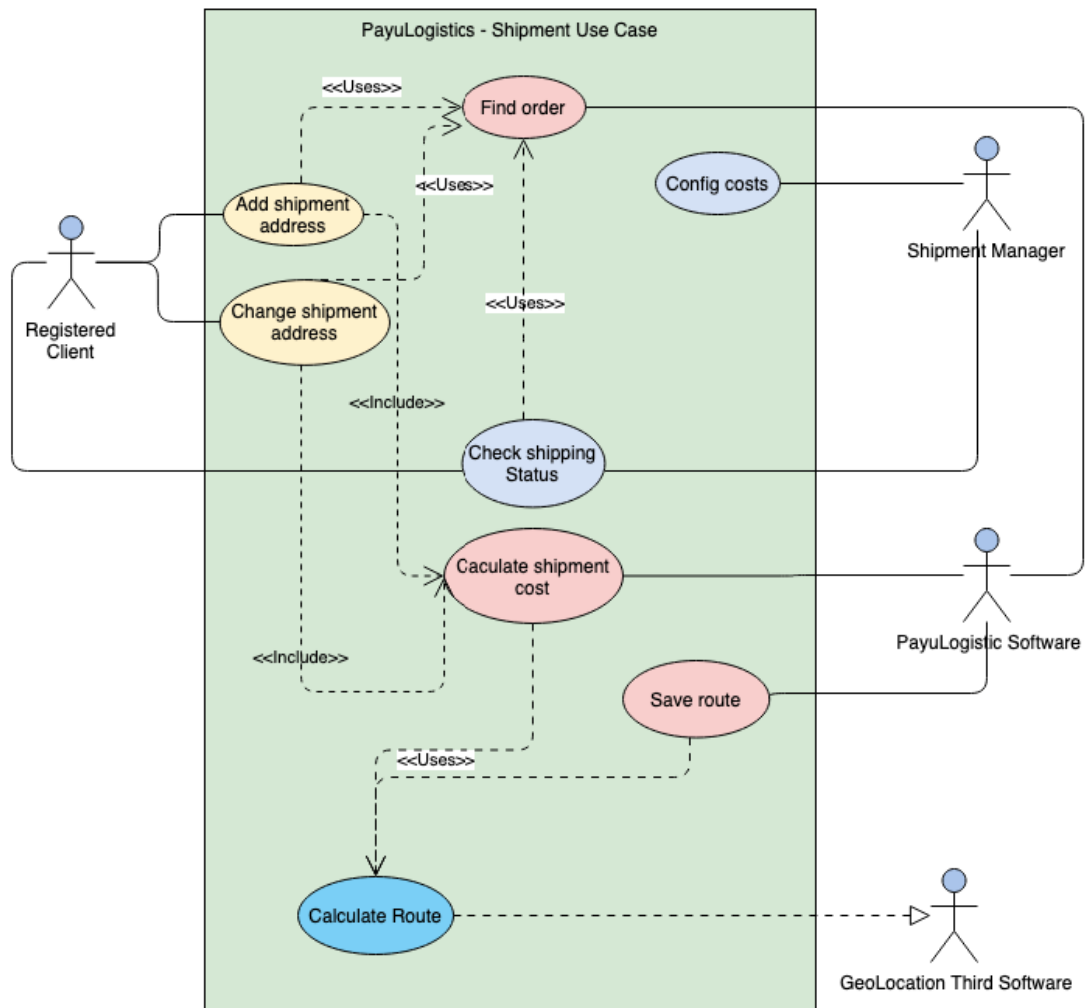 PayuLogistics - Shipment Use Case
<<Uses>>
Find order
<<Uses>>
Config costs
Add shipment
address
Shipment Manager
Change shipment
address
Registered
Client
<<Uses>>
<<Include>>
Check shipping
Status
Caculate shipment
cost
PayuLogistic Software
<<Include>>
Save route
<<Uses>>
Calculate Route
GeoLocation Third Software